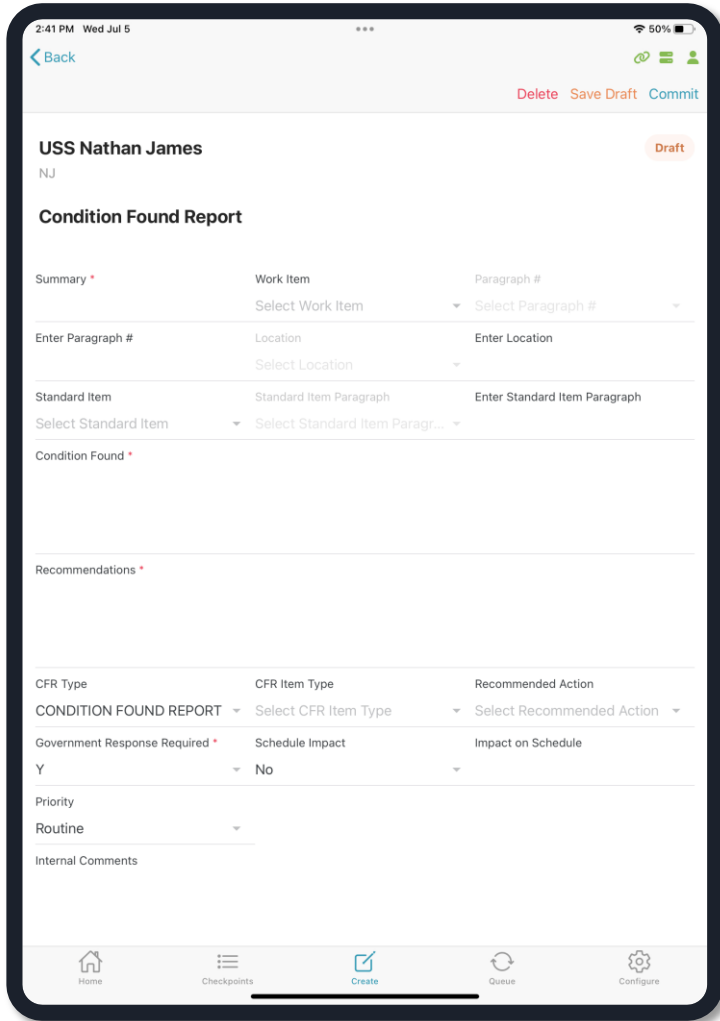 2:41 PM Wed Jul 5
50%
Back
Delete Save Draft Commit
USS Nathan James
Draft
NJ
Condition Found Report
Summary * Work Item Paragraph #
Select Work Item Select Paragraph #
Enter Paragraph # Location Enter Location
Select Location
Standard Item Standard Item Paragraph Enter Standard Item Paragraph
Select Standard Item Select Standard Item Paragr...
Condition Found *
Recommendations *
CFR Type CFR Item Type Recommended Action
CONDITION FOUND REPORT Select CFR Item Type Select Recommended Action
Government Response Required * Schedule Impact Impact on Schedule
Y No
Priority
Routine
Internal Comments
Home Checkpoints Create Queue Configure